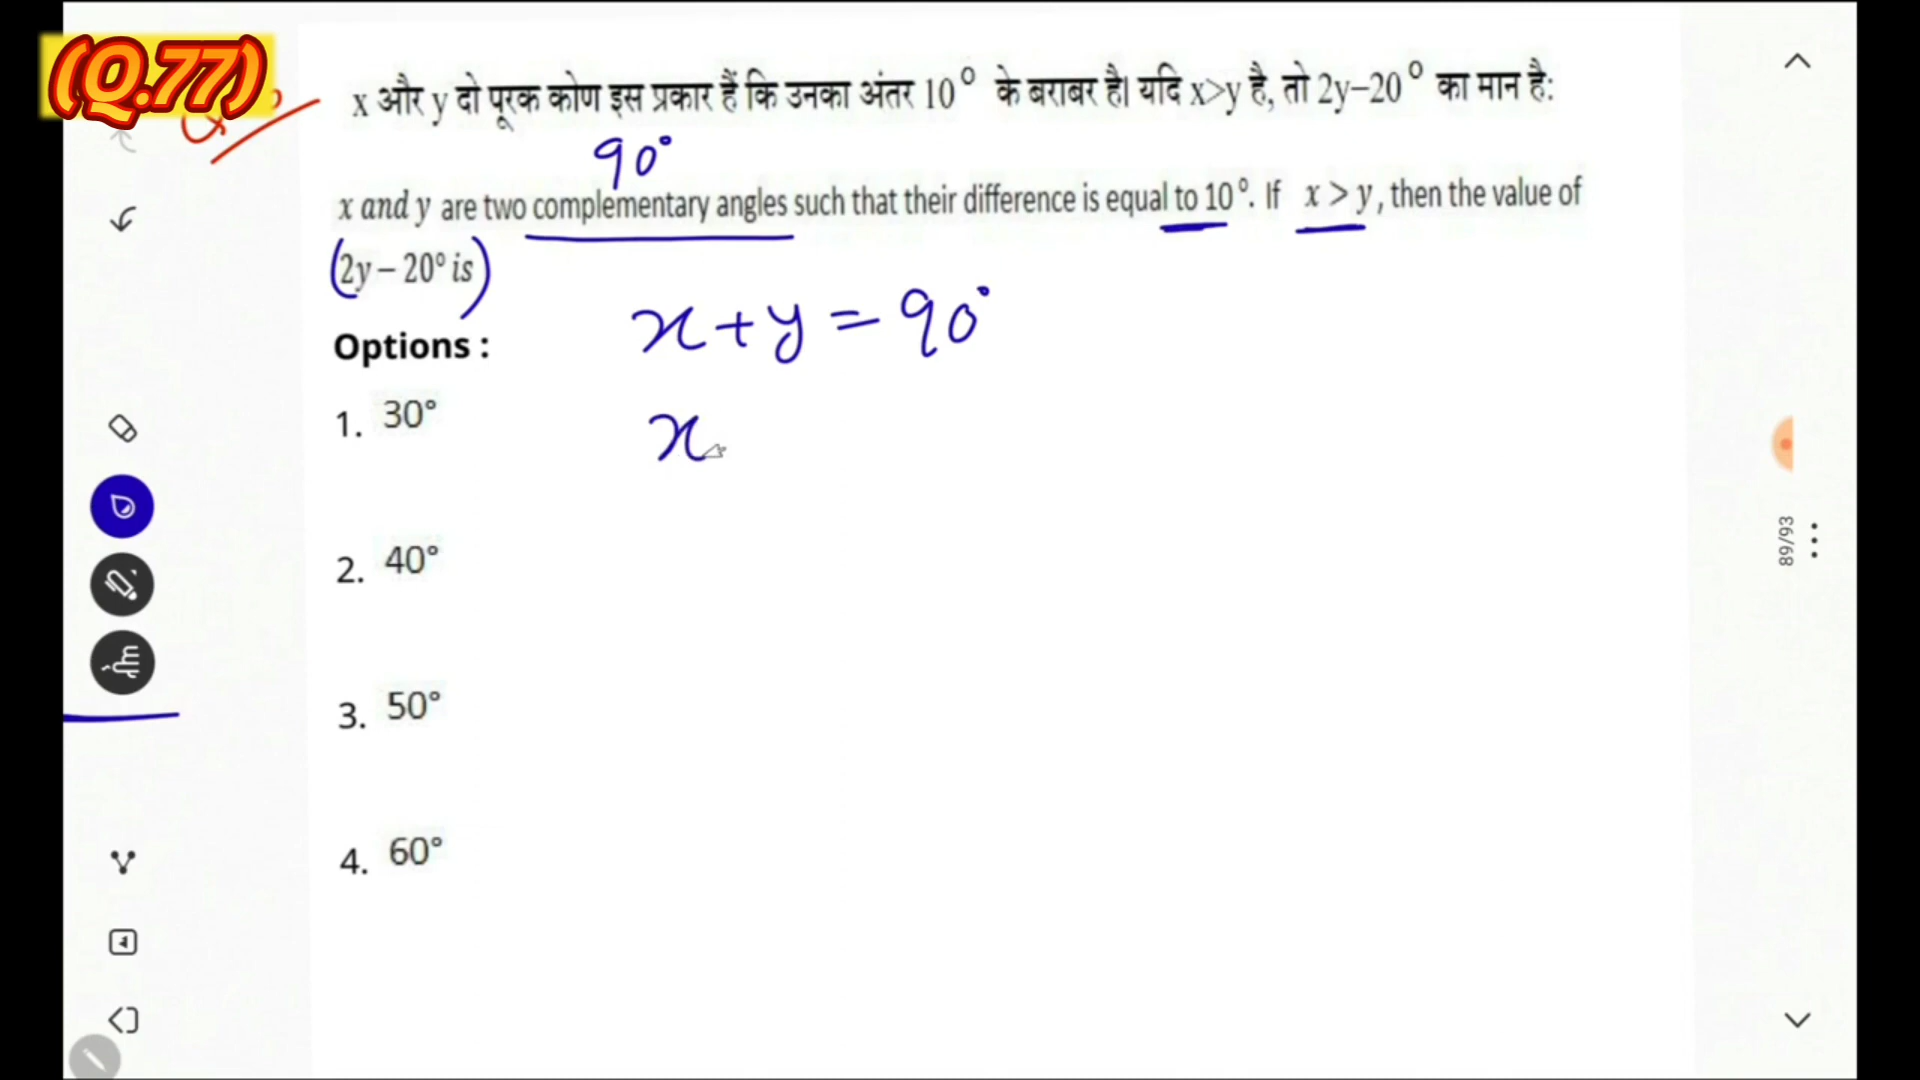 (Q.77)
x और y दो पूरक कोण इस प्रकार हैं कि उनका अंतर 10° के बराबर है। यदि x>y है, तो 2y−20° का मान है:
90°
x and y are two complementary angles such that their difference is equal to 10°. If x > y, then the value of
(2y − 20° is)
x + y = 90°
Options :
x
1. 30°
2. 40°
3. 50°
4. 60°
89/93